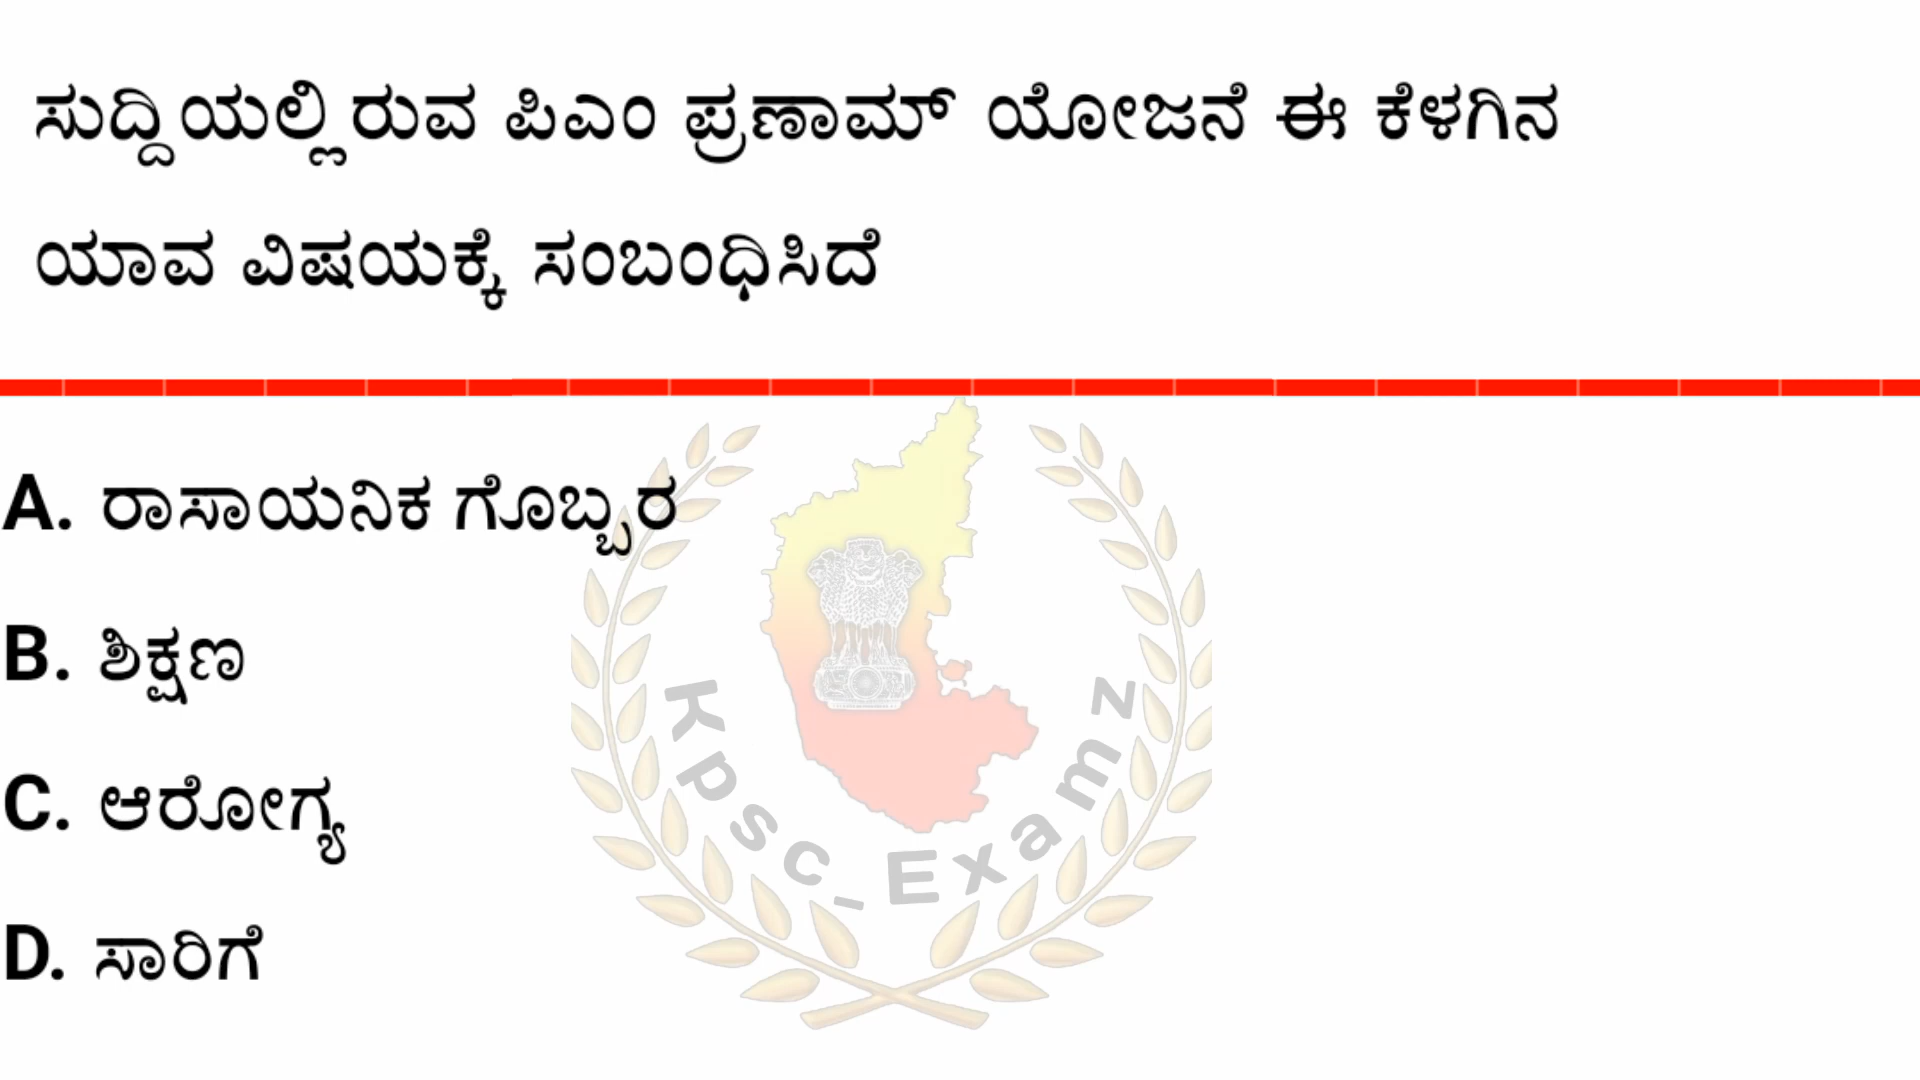 ಸುದ್ದಿಯಲ್ಲಿರುವ ಪಿಎಂ ಪ್ರಣಾಮ್ ಯೋಜನೆ ಈ ಕೆಳಗಿನ
ಯಾವ ವಿಷಯಕ್ಕೆ ಸಂಬಂಧಿಸಿದೆ
A. ರಾಸಾಯನಿಕ ಗೊಬ್ಬರ
B. ಶಿಕ್ಷಣ
C. ಆರೋಗ್ಯ
D. ಸಾರಿಗೆ
Kpsc_Examz